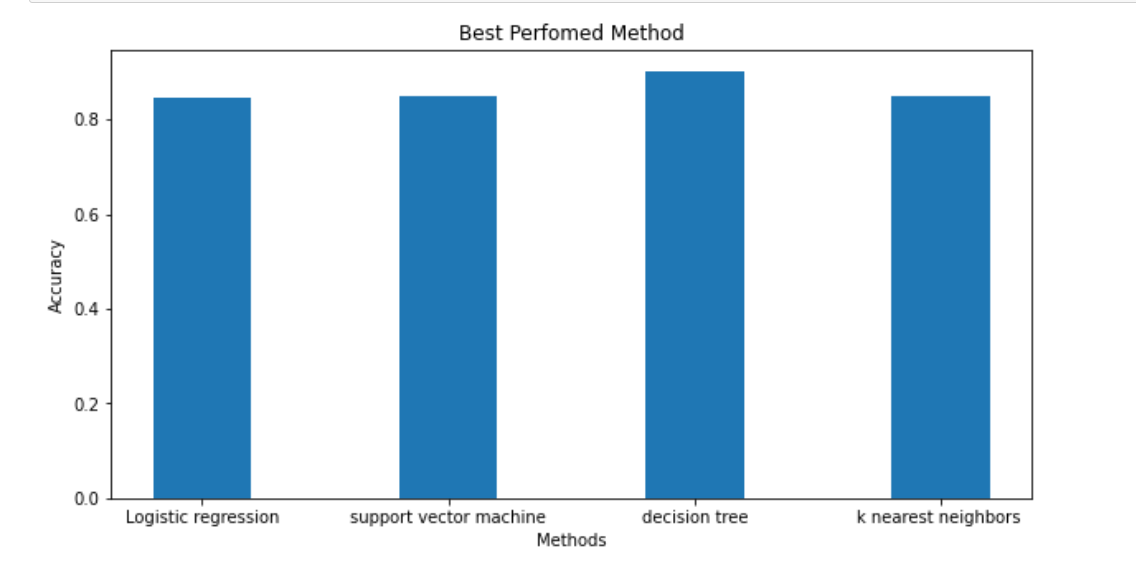 Best Perfomed Method
Accuracy
0.8
0.6
0.4
0.2
0.0
Logistic regression support vector machine decision tree k nearest neighbors
Methods